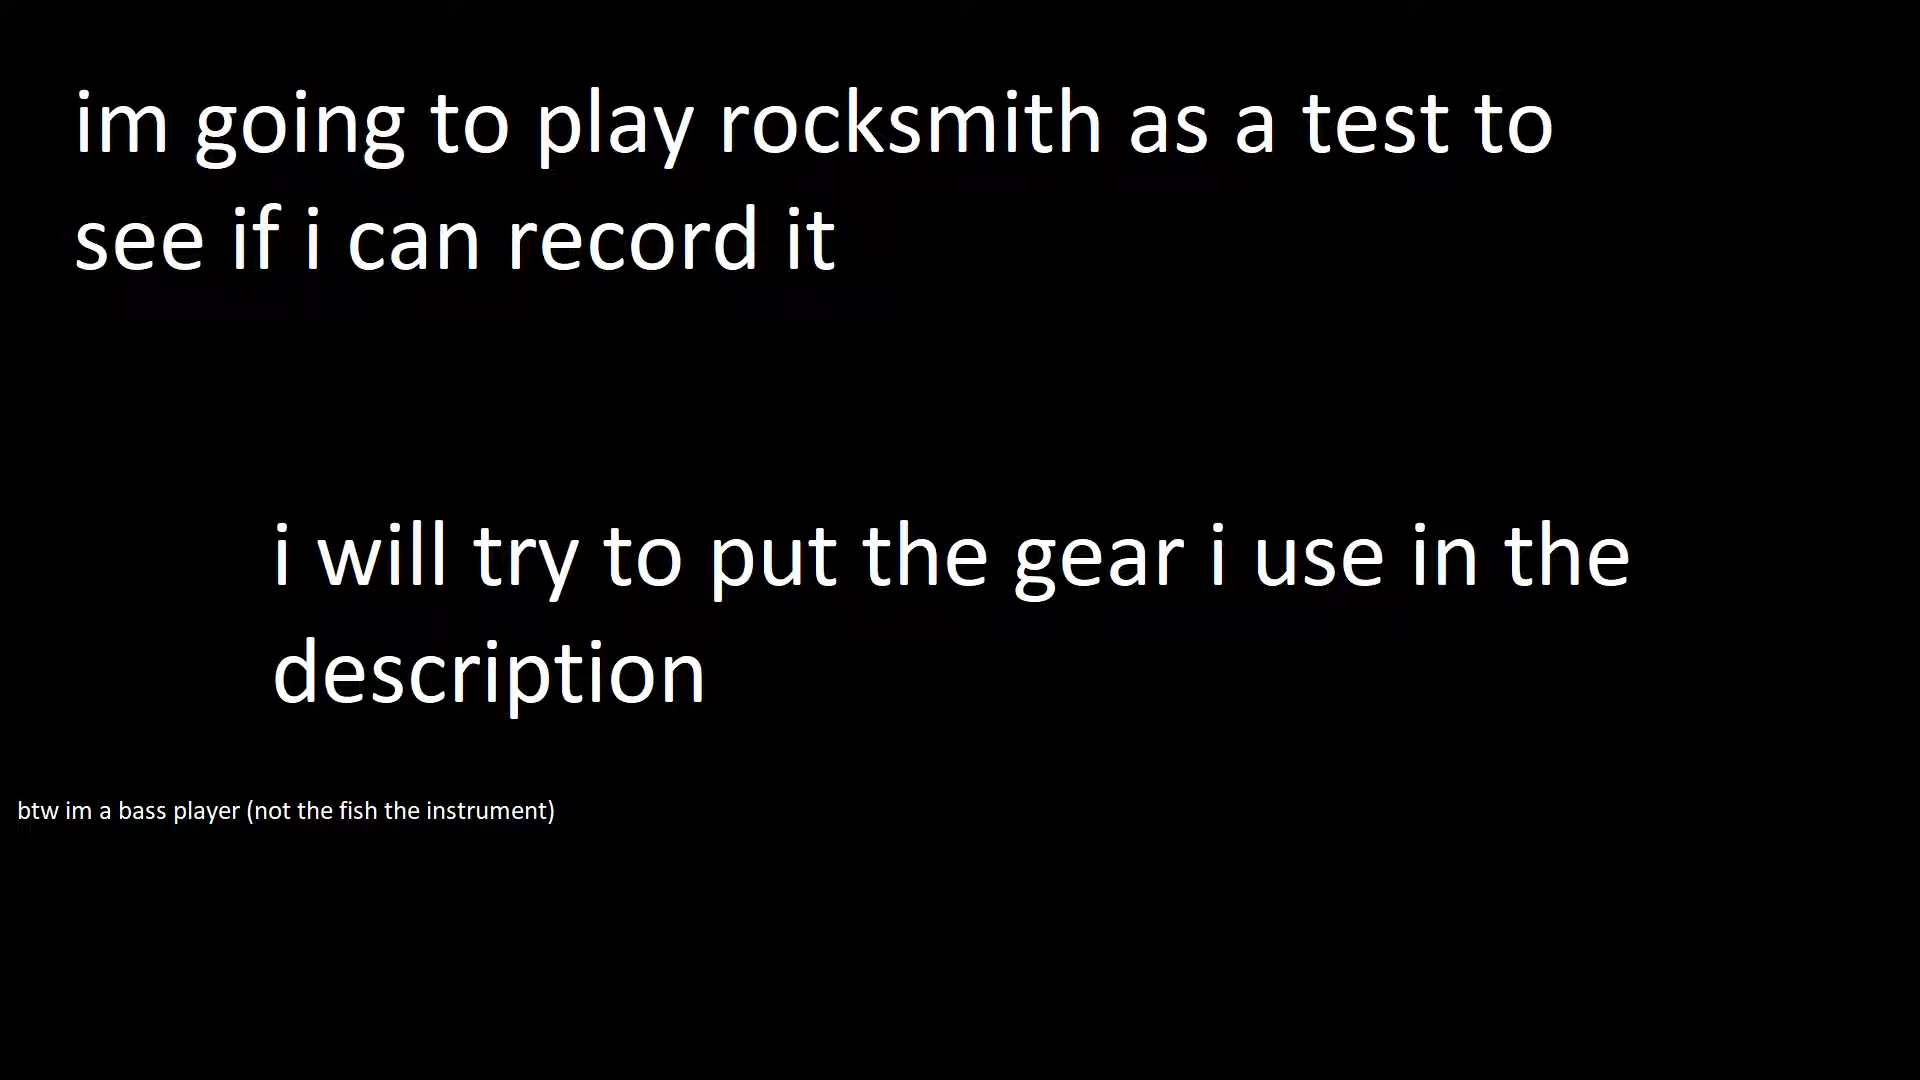 im going to play rocksmith as a test to
see if i can record it
i will try to put the gear i use in the
description
btw im a bass player (not the fish the instrument)